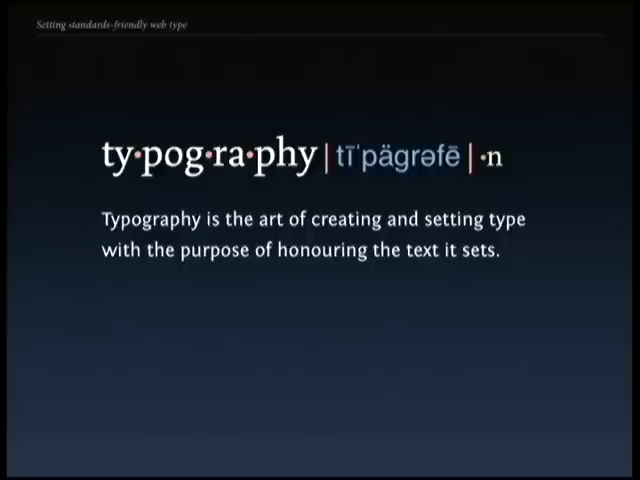 Setting standards-friendly web type
ty·pog·ra·phy | tīˈpägrəfē | ·n
Typography is the art of creating and setting type
with the purpose of honouring the text it sets.